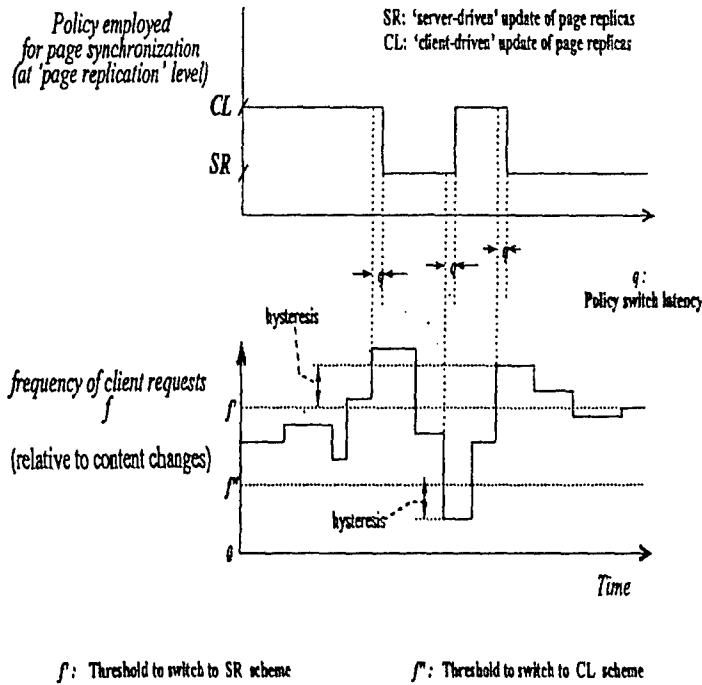 Policy employed
for page synchronization
(at 'page replication' level)
SR: 'server-driven' update of page replicas
CL: 'client-driven' update of page replicas
CL
SR
q q q
q:
Policy switch latency
hysteresis
frequency of client requests
f
(relative to content changes)
f'
f"
hysteresis
0
Time
f': Threshold to switch to SR scheme
f": Threshold to switch to CL scheme